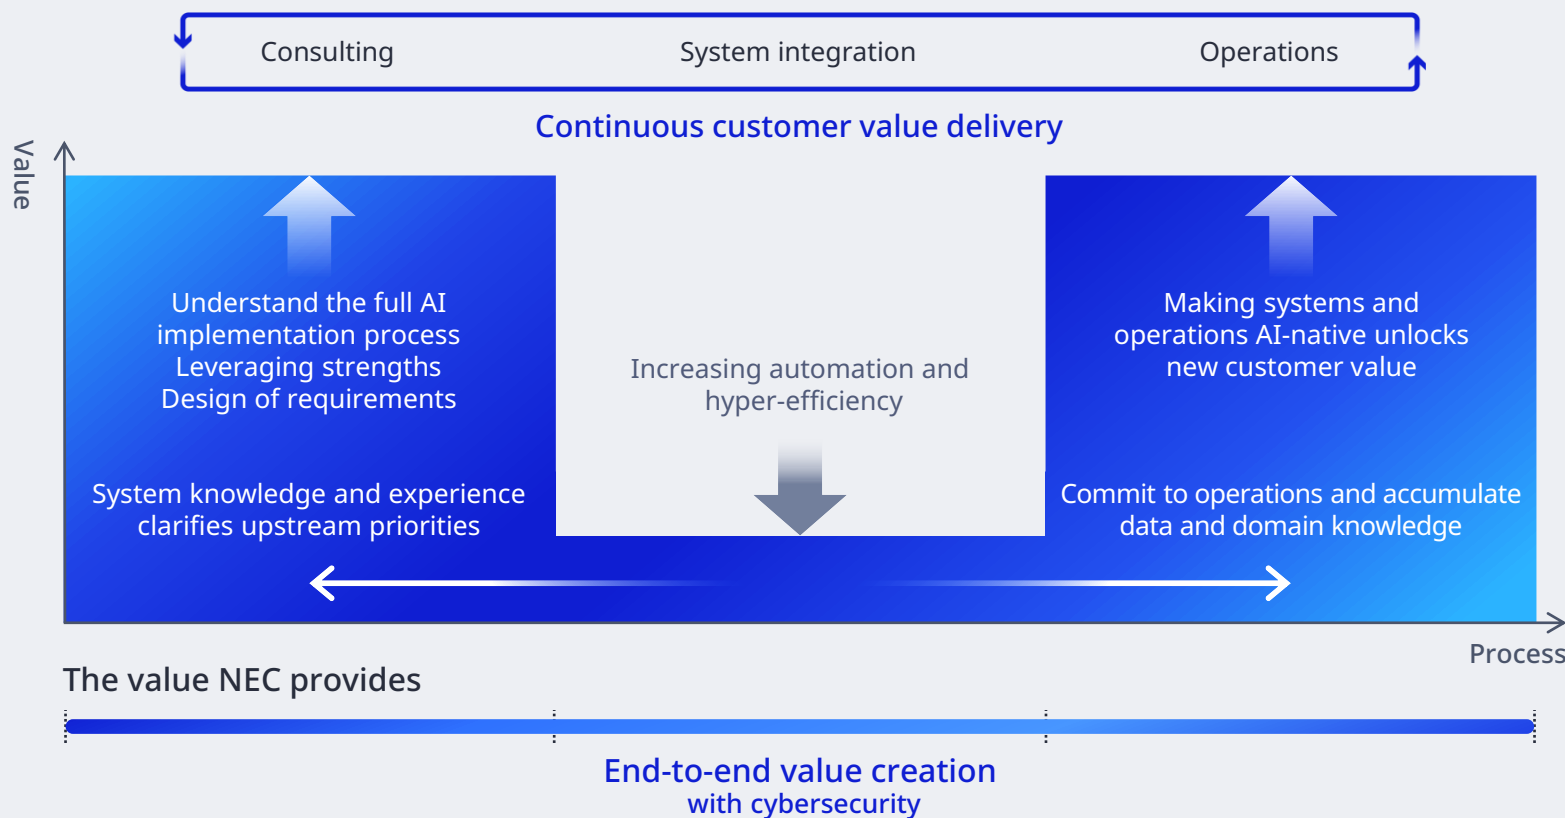 Consulting
System integration
Operations
Continuous customer value delivery
Value
Understand the full AI
implementation process
Leveraging strengths
Design of requirements
System knowledge and experience
clarifies upstream priorities
Increasing automation and
hyper-efficiency
Making systems and
operations AI-native unlocks
new customer value
Commit to operations and accumulate
data and domain knowledge
Process
The value NEC provides
End-to-end value creation
with cybersecurity